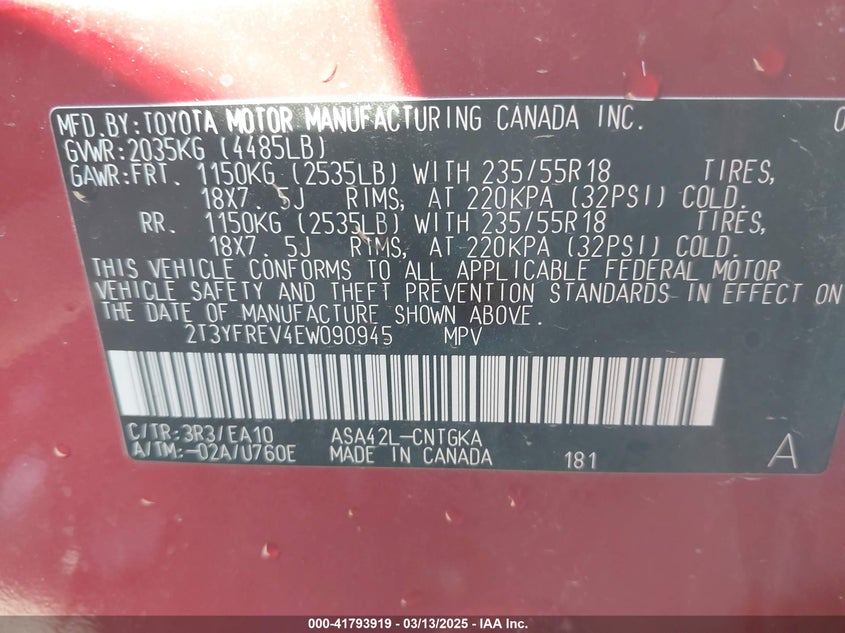 MFD.BY:TOYOTA MOTOR MANUFACTURING CANADA INC. 0
GVWR:2035KG (4485LB)
GAWR:FRT. 1150KG (2535LB) WITH 235/55R18 TIRES,
18X7. 5J RIMS, AT 220KPA (32PSI) COLD.
RR. 1150KG (2535LB) WITH 235/55R18 TIRES,
18X7. 5J RIMS, AT 220KPA (32PSI) COLD.
THIS VEHICLE CONFORMS TO ALL APPLICABLE FEDERAL MOTOR
VEHICLE SAFETY AND THEFT PREVENTION STANDARDS IN EFFECT ON
THE DATE OF MANUFACTURE SHOWN ABOVE.
2T3YFREV4EW090945 MPV
C/TR:3R3/EA10 ASA42L-CNTGKA
A/TM:-02A/U760E MADE IN CANADA 181 A
000-41793919 / 03/13/2025 - IAA Inc.